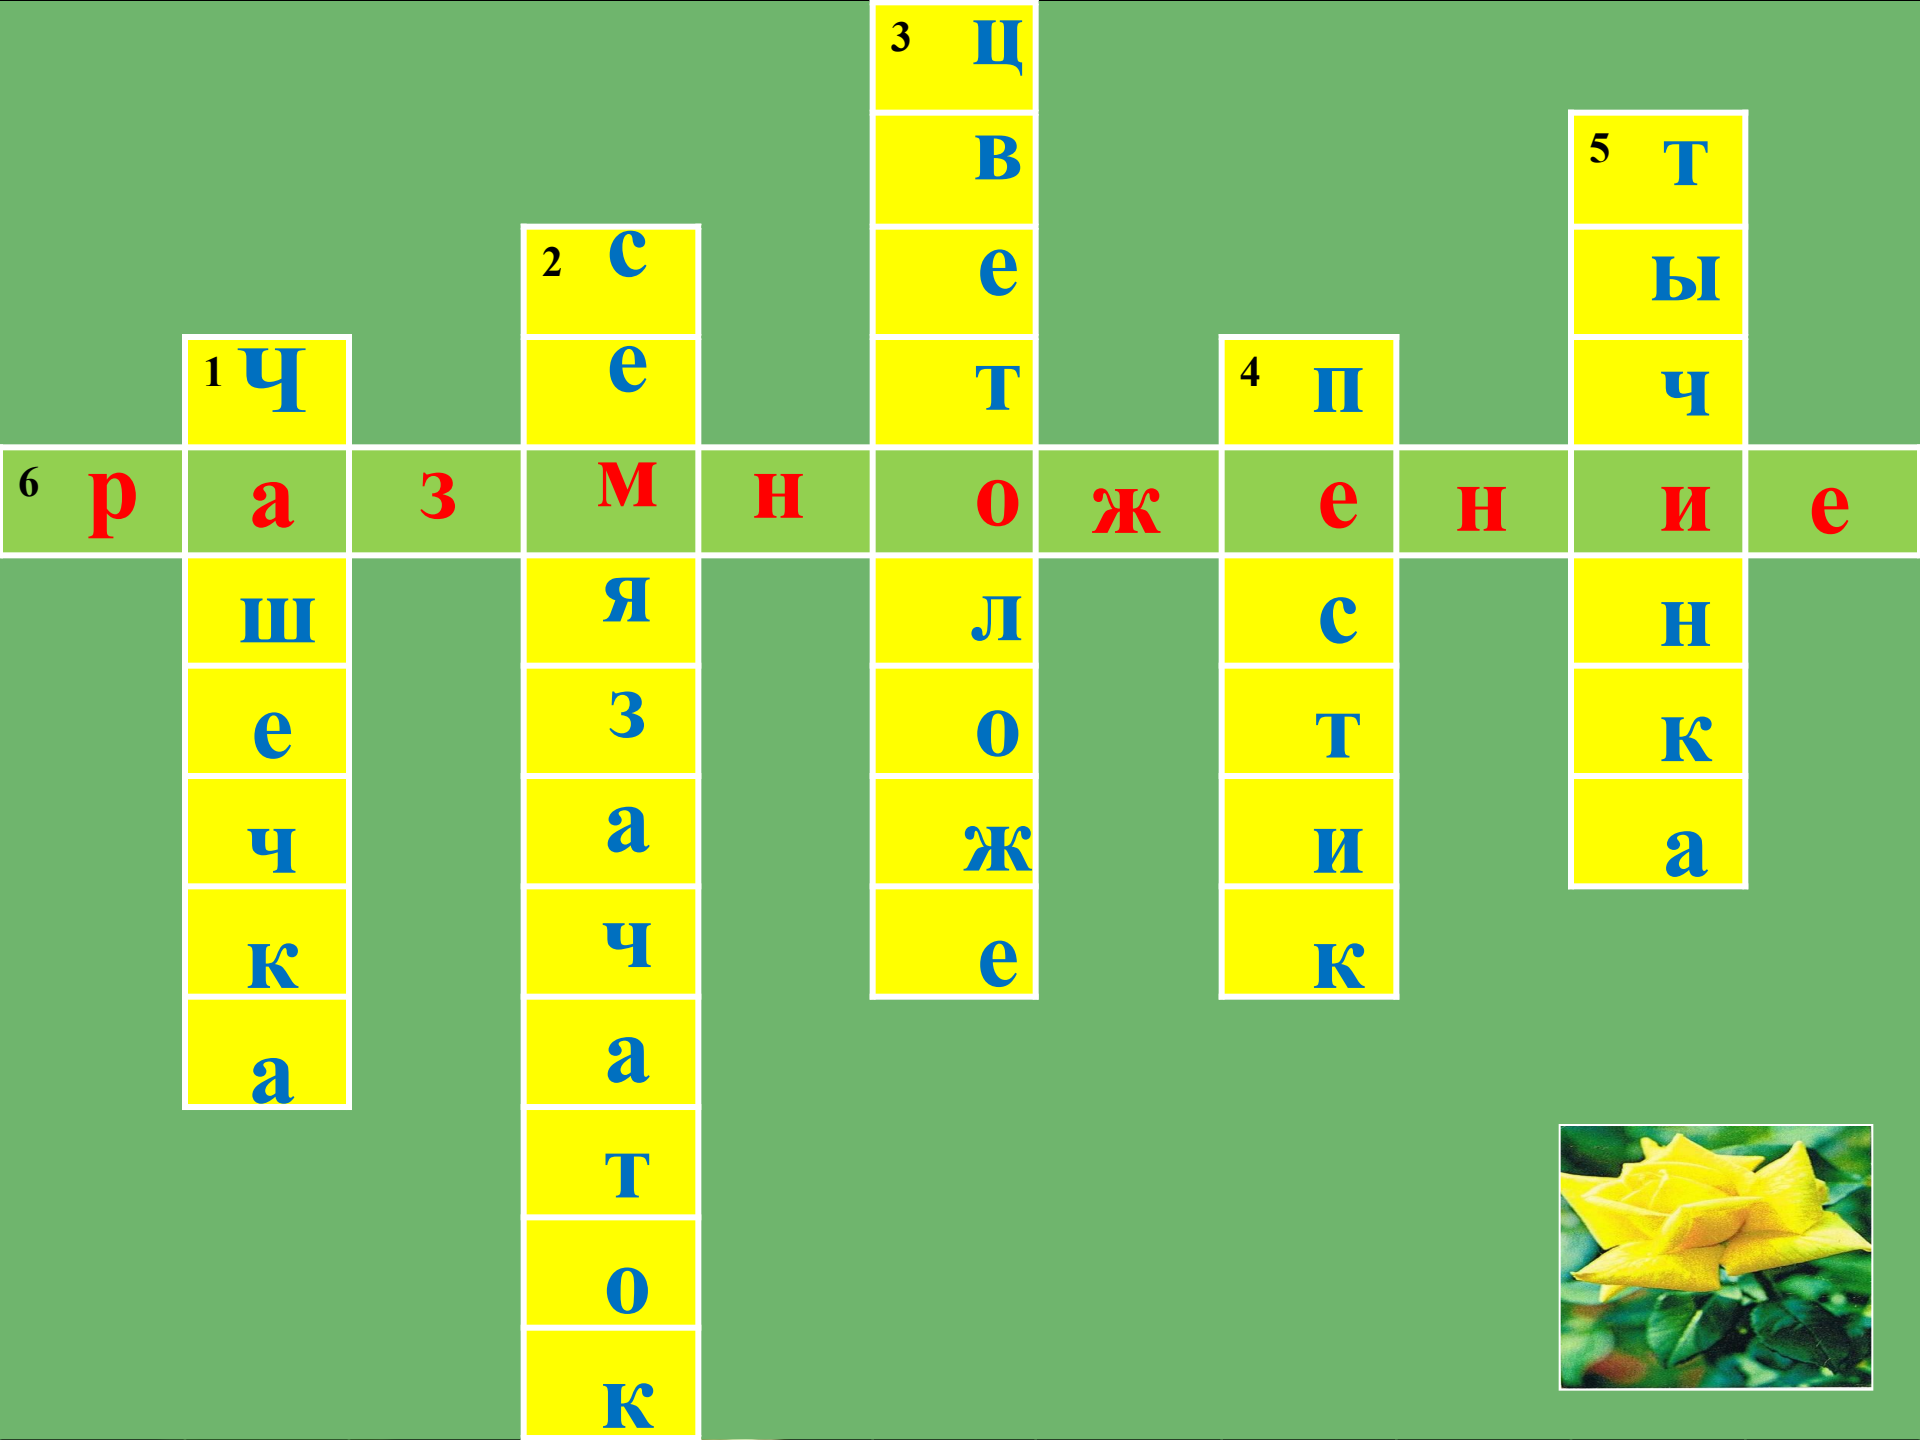 1 Чашечка
2 семязачаток
3 цветоложе
4 пестик
5 тычинка
6 размножение